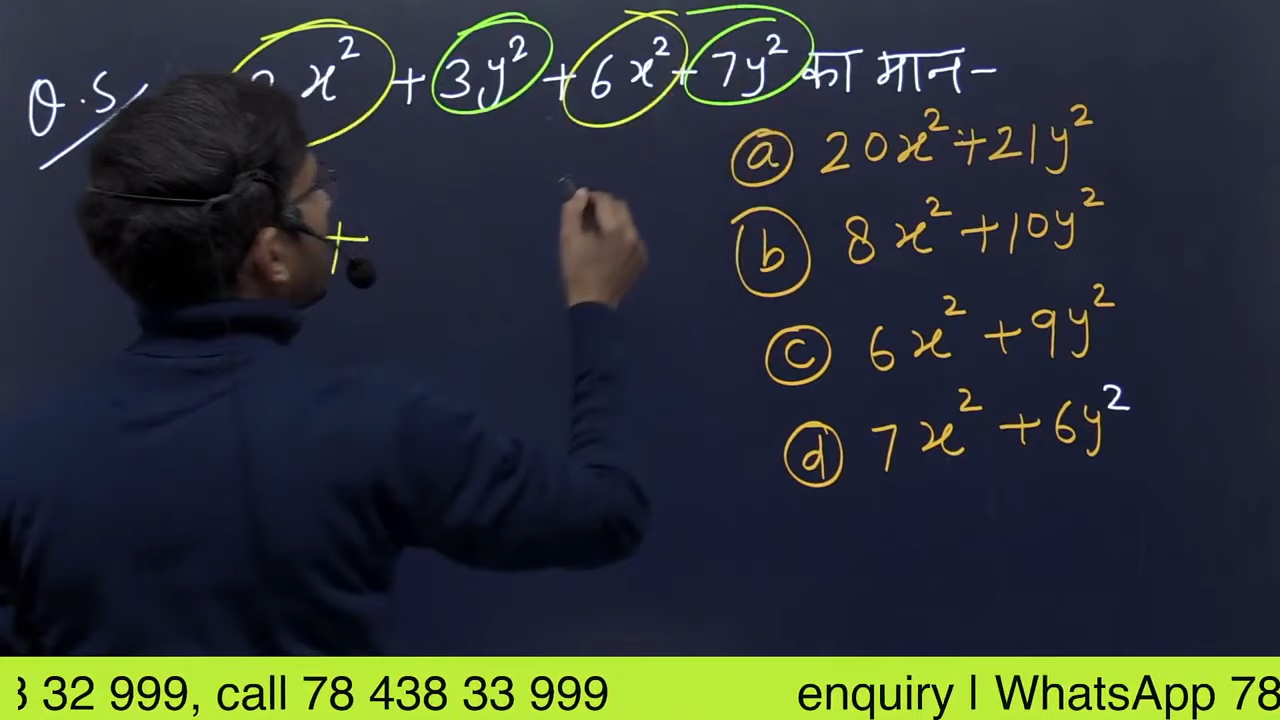 Q.5 x² + 3y² + 6x² + 7y² का मान-
ⓐ 20x² + 21y²
ⓑ 8x² + 10y²
ⓒ 6x² + 9y²
ⓓ 7x² + 6y²
+
32 999, call 78 438 33 999 enquiry | WhatsApp 78